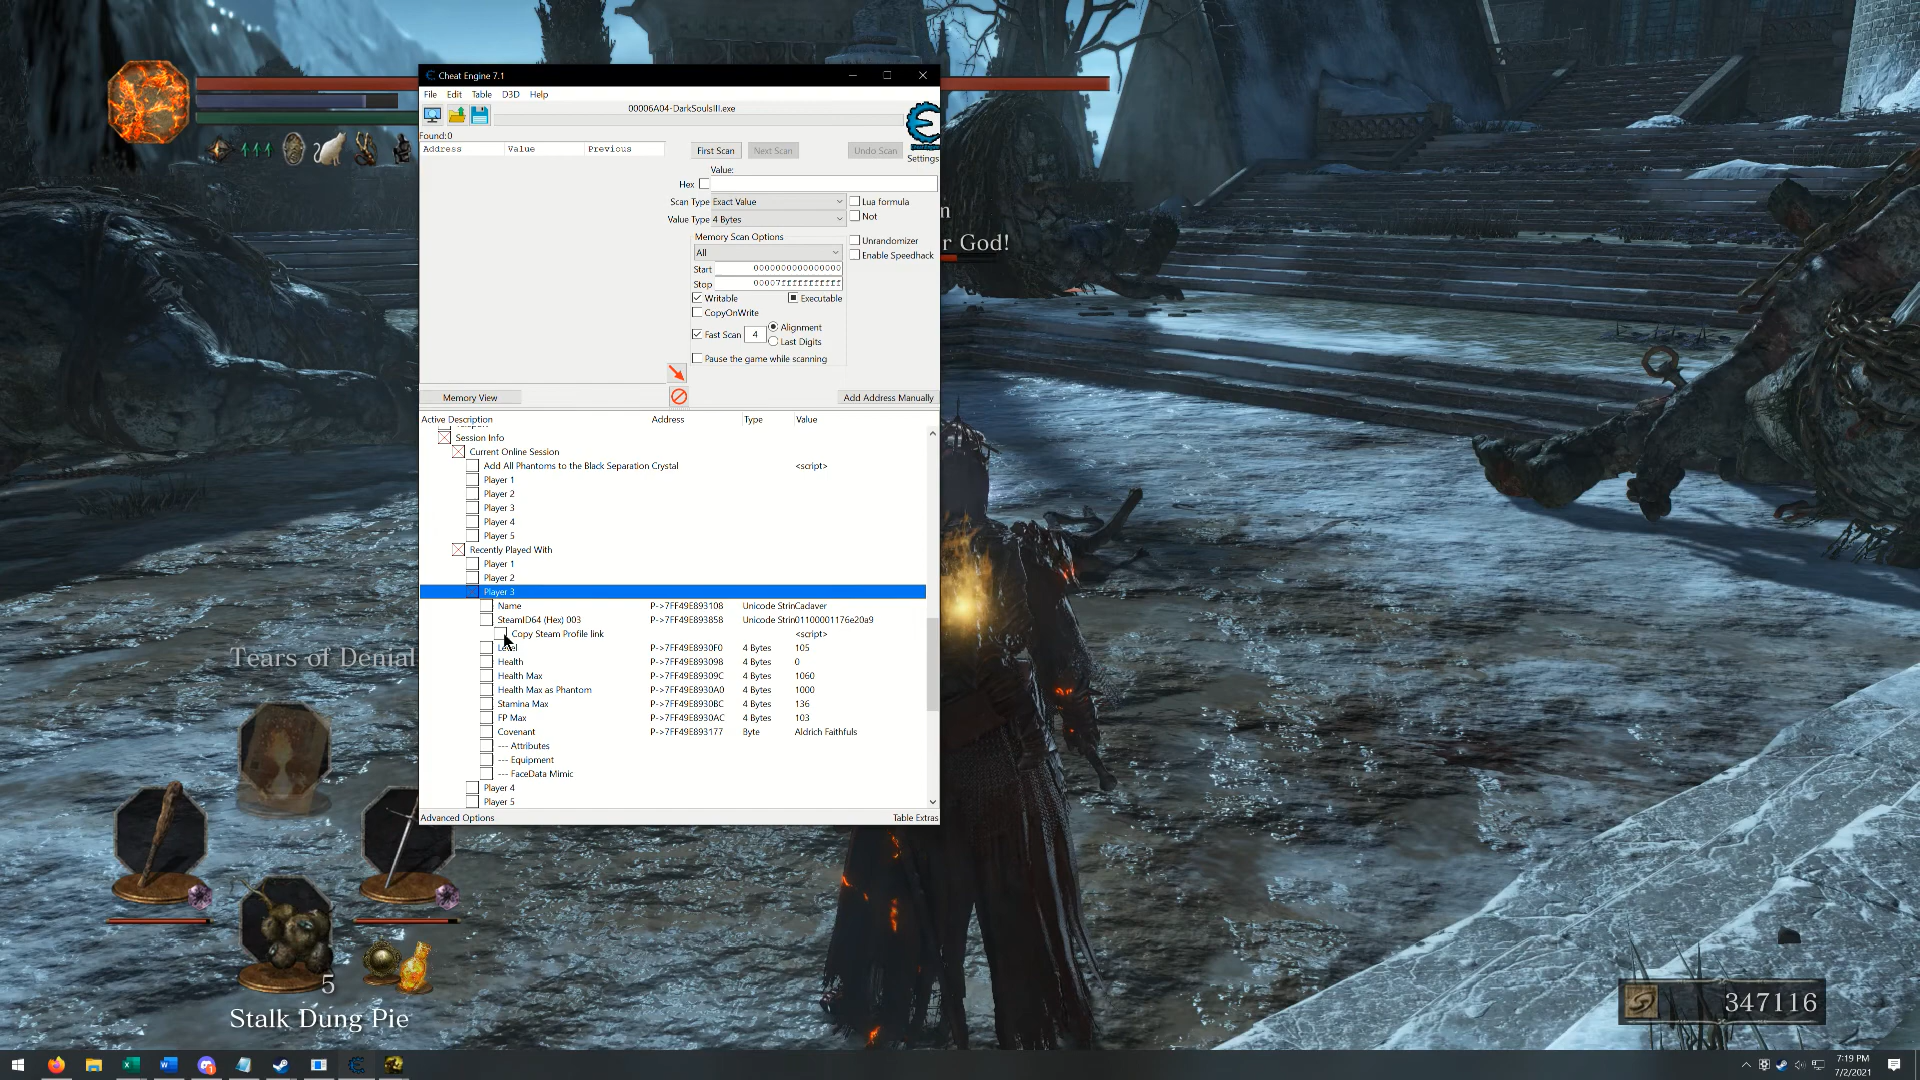 Cheat Engine 7.1
File Edit Table D3D Help
00006A04-DarkSoulsIII.exe
Found:0
Address Value Previous
First Scan Next Scan Undo Scan
Settings
Value:
Hex
Scan Type Exact Value
Lua formula
Value Type 4 Bytes
Not
Memory Scan Options
All
Unrandomizer
Enable Speedhack
Start 0000000000000000
Stop 00007fffffffffff
Writable Executable
CopyOnWrite
Fast Scan 4 Alignment
Last Digits
Pause the game while scanning
Memory View
Add Address Manually
Active Description Address Type Value
Session Info
Current Online Session
Add All Phantoms to the Black Separation Crystal <script>
Player 1
Player 2
Player 3
Player 4
Player 5
Recently Played With
Player 1
Player 2
Player 3
Name P->7FF49E893108 Unicode StrinCadaver
SteamID64 (Hex) 003 P->7FF49E893858 Unicode Strin01100001176e20a9
Copy Steam Profile link <script>
Level P->7FF49E8930F0 4 Bytes 105
Health P->7FF49E893098 4 Bytes 0
Health Max P->7FF49E89309C 4 Bytes 1060
Health Max as Phantom P->7FF49E8930A0 4 Bytes 1000
Stamina Max P->7FF49E8930BC 4 Bytes 136
FP Max P->7FF49E8930AC 4 Bytes 103
Covenant P->7FF49E893177 Byte Aldrich Faithfuls
--- Attributes
--- Equipment
--- FaceData Mimic
Player 4
Player 5
Advanced Options Table Extras
n
r God!
Tears of Denial
5
Stalk Dung Pie
347116
7:19 PM
7/2/2021